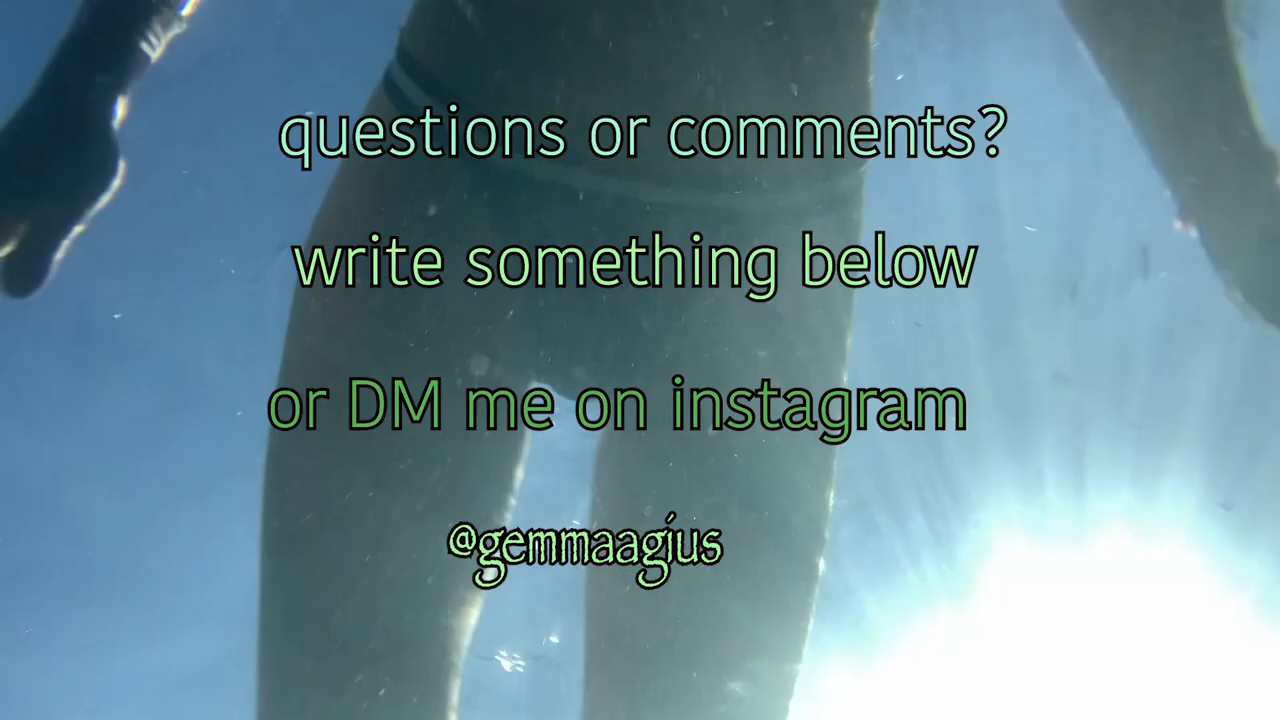 questions or comments?
write something below
or DM me on instagram
@gemmaagius